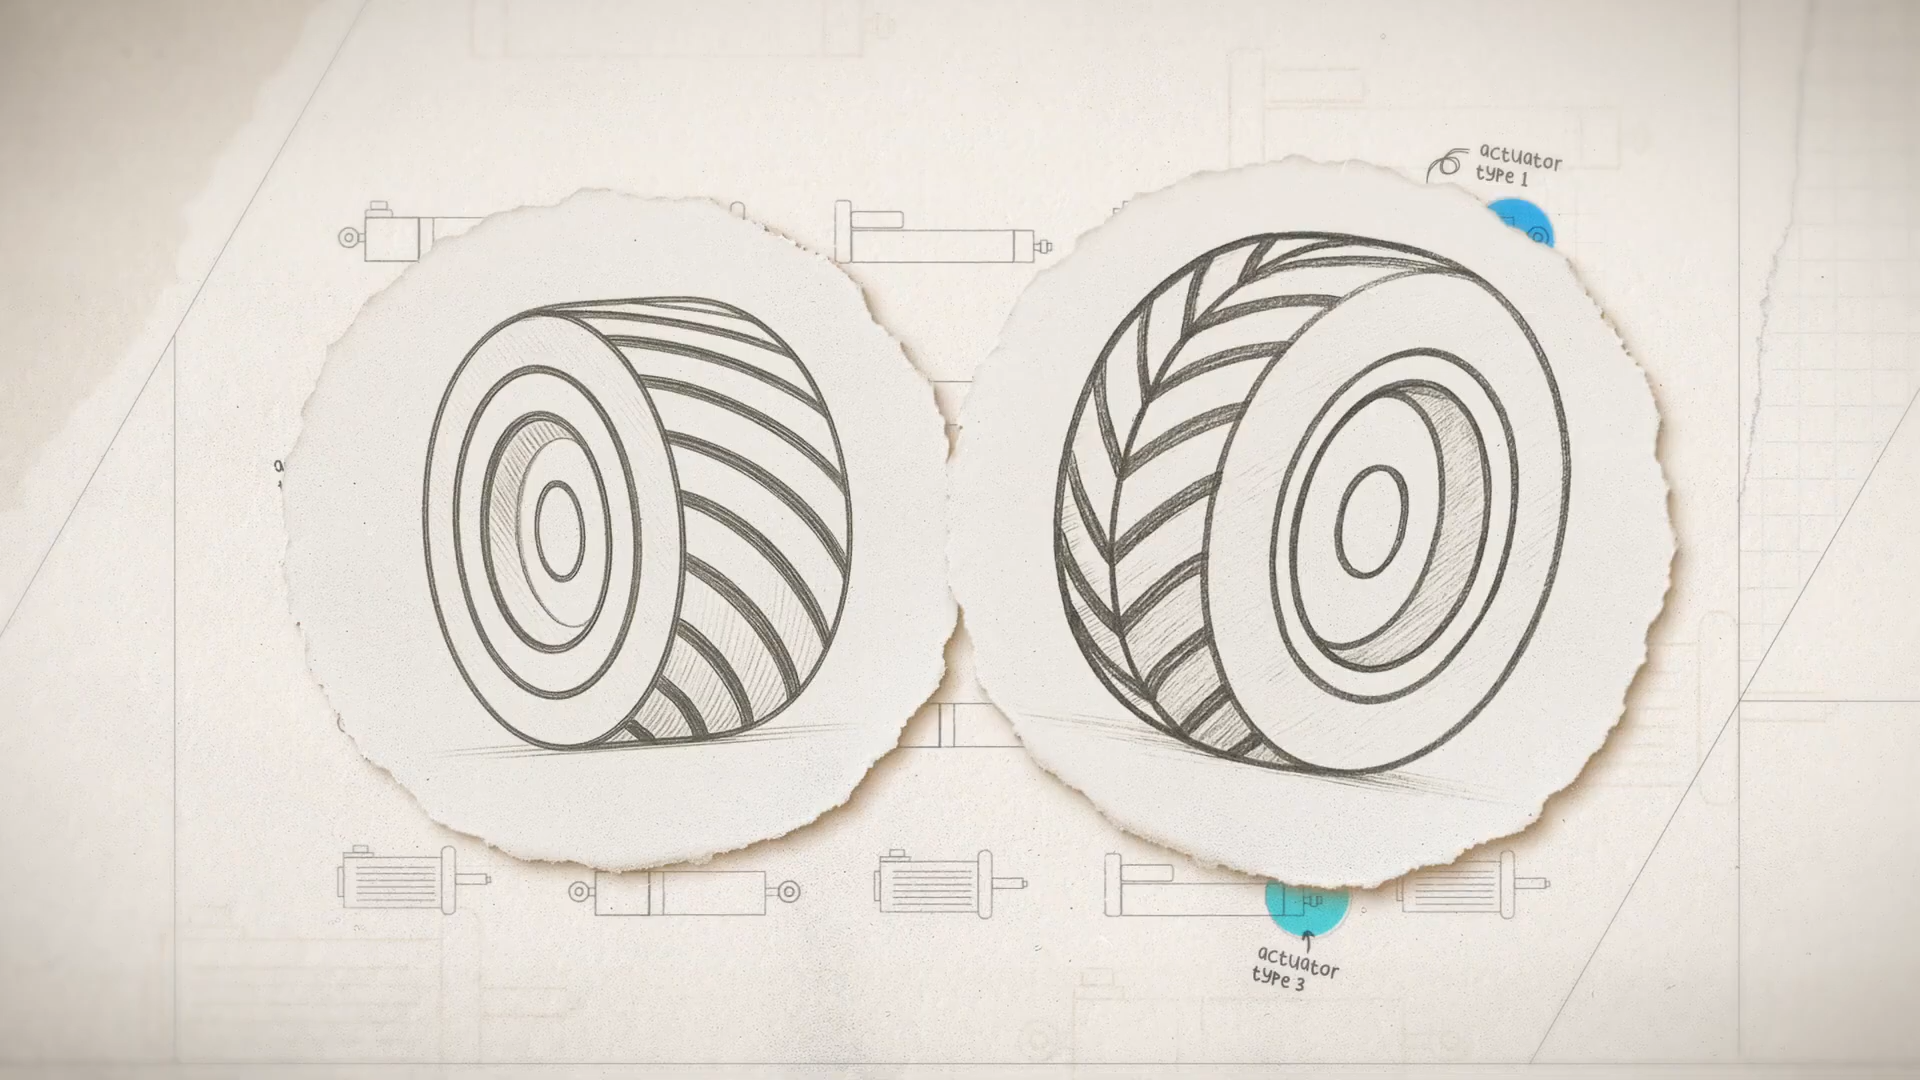 actuator
type 1
a
actuator
type 3